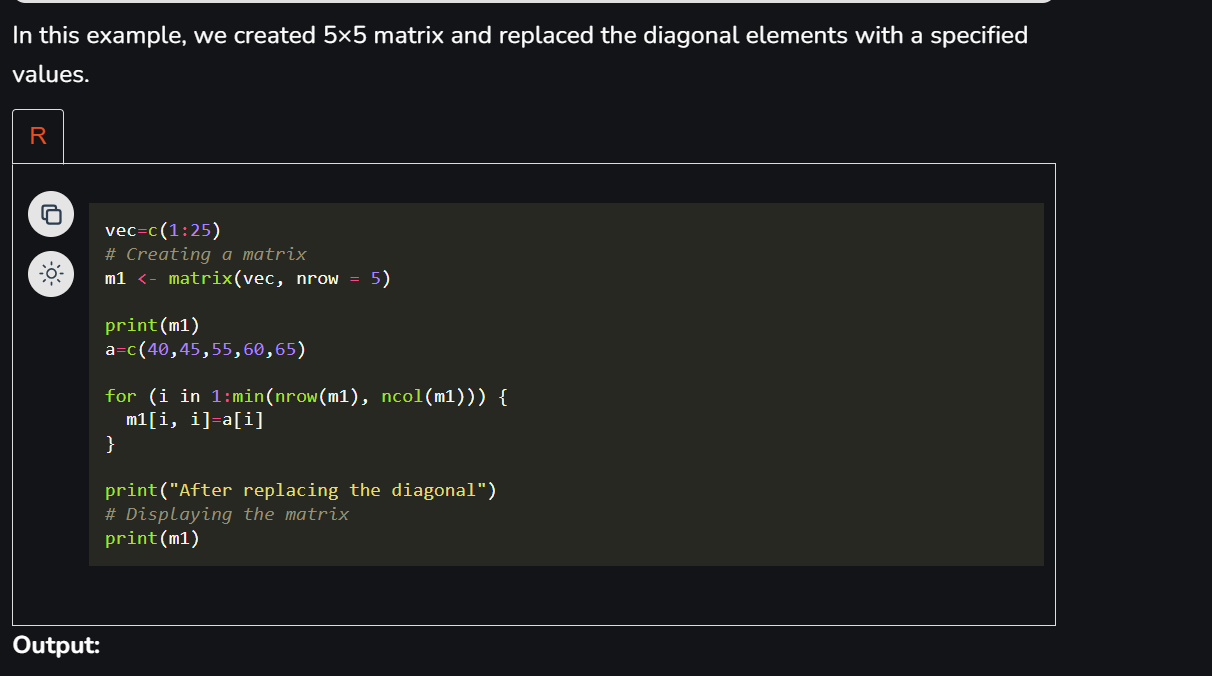 In this example, we created 5×5 matrix and replaced the diagonal elements with a specified
values.
R
vec=c(1:25)
# Creating a matrix
m1 <- matrix(vec, nrow = 5)
print(m1)
a=c(40,45,55,60,65)
for (i in 1:min(nrow(m1), ncol(m1))) {
  m1[i, i]=a[i]
}
print("After replacing the diagonal")
# Displaying the matrix
print(m1)
Output: